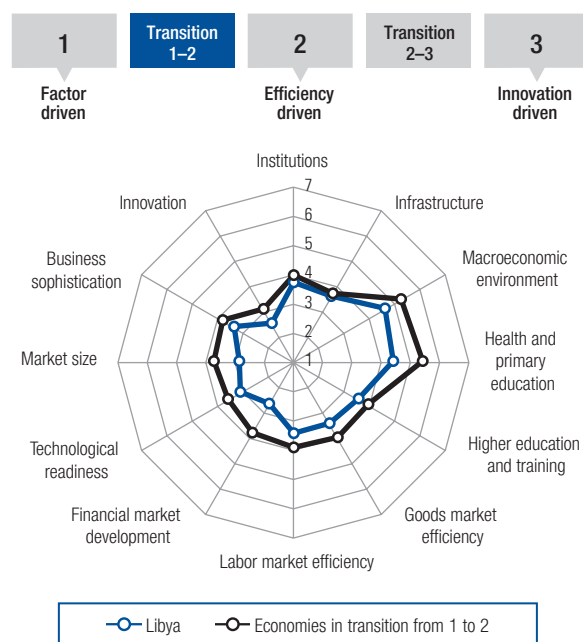 1
Transition
1–2
2
Transition
2–3
3
Factor
driven
Efficiency
driven
Innovation
driven
Institutions
Infrastructure
Macroeconomic
environment
Health and
primary
education
Higher education
and training
Goods market
efficiency
Labor market efficiency
Financial market
development
Technological
readiness
Market size
Business
sophistication
Innovation
7
6
5
4
3
2
1
Libya
Economies in transition from 1 to 2